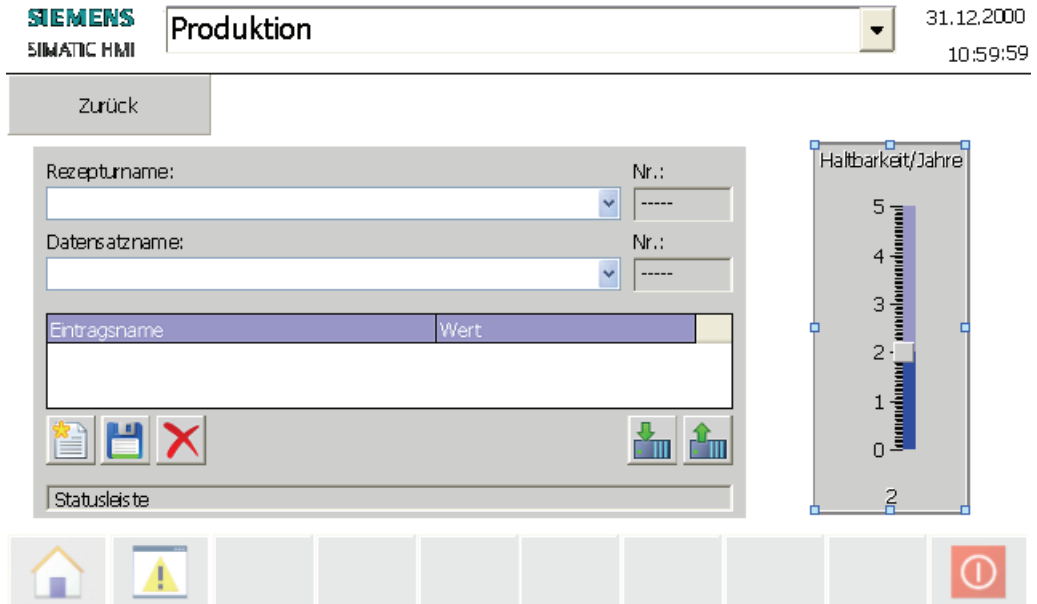 SIEMENS
SIMATIC HMI
Produktion
31.12.2000
10:59:59
Zurück
Rezepturname:
Nr.:
-----
Datensatzname:
Nr.:
-----
Eintragsname
Wert
Statusleiste
Haltbarkeit/Jahre
5
4
3
2
1
0
2